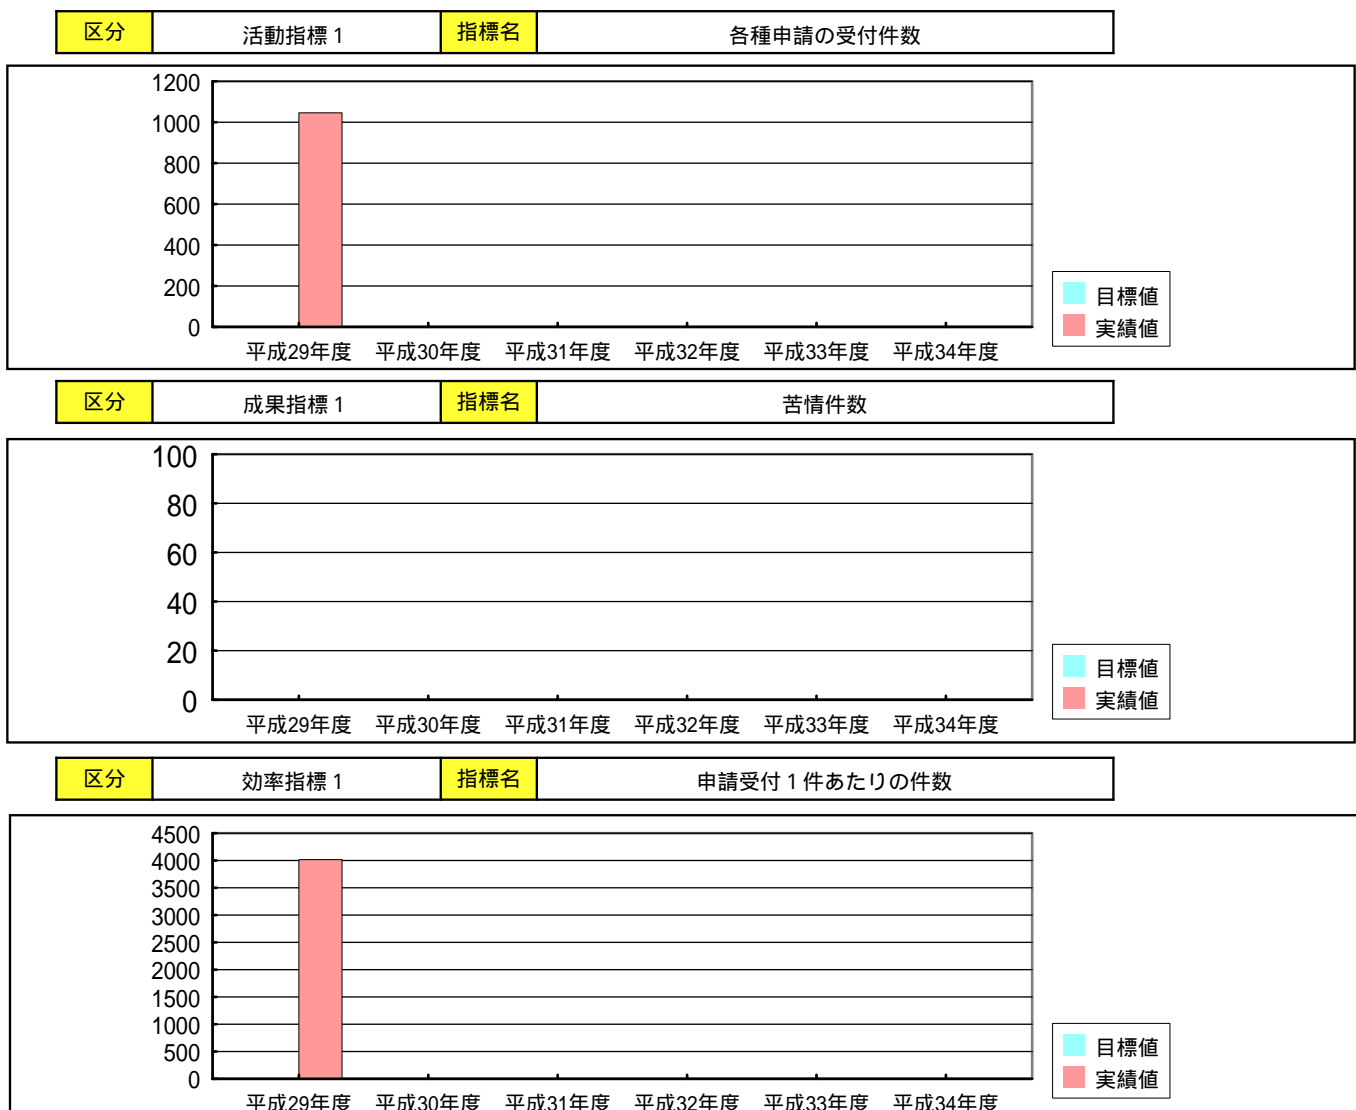 区分 活動指標1 指標名 各種申請の受付件数
1200
1000
800
600
400
200
0
平成29年度 平成30年度 平成31年度 平成32年度 平成33年度 平成34年度
目標値
実績値
区分 成果指標1 指標名 苦情件数
100
80
60
40
20
0
平成29年度 平成30年度 平成31年度 平成32年度 平成33年度 平成34年度
目標値
実績値
区分 効率指標1 指標名 申請受付1件あたりの件数
4500
4000
3500
3000
2500
2000
1500
1000
500
0
平成29年度 平成30年度 平成31年度 平成32年度 平成33年度 平成34年度
目標値
実績値